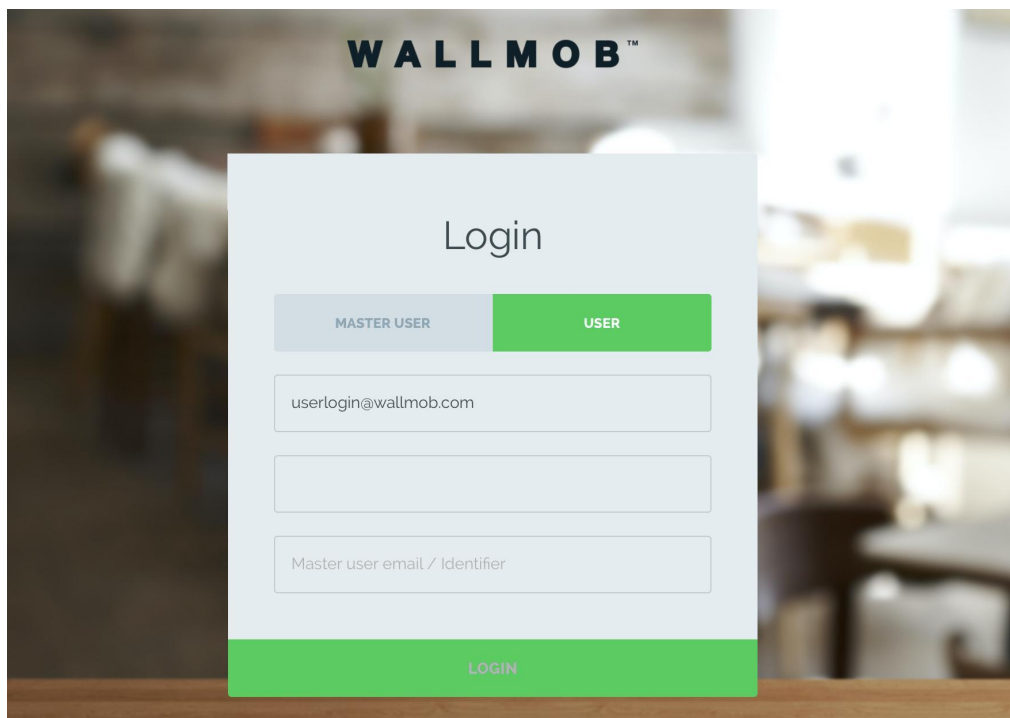 WALLMOB™
Login
MASTER USER
USER
userlogin@wallmob.com
Master user email / Identifier
LOGIN